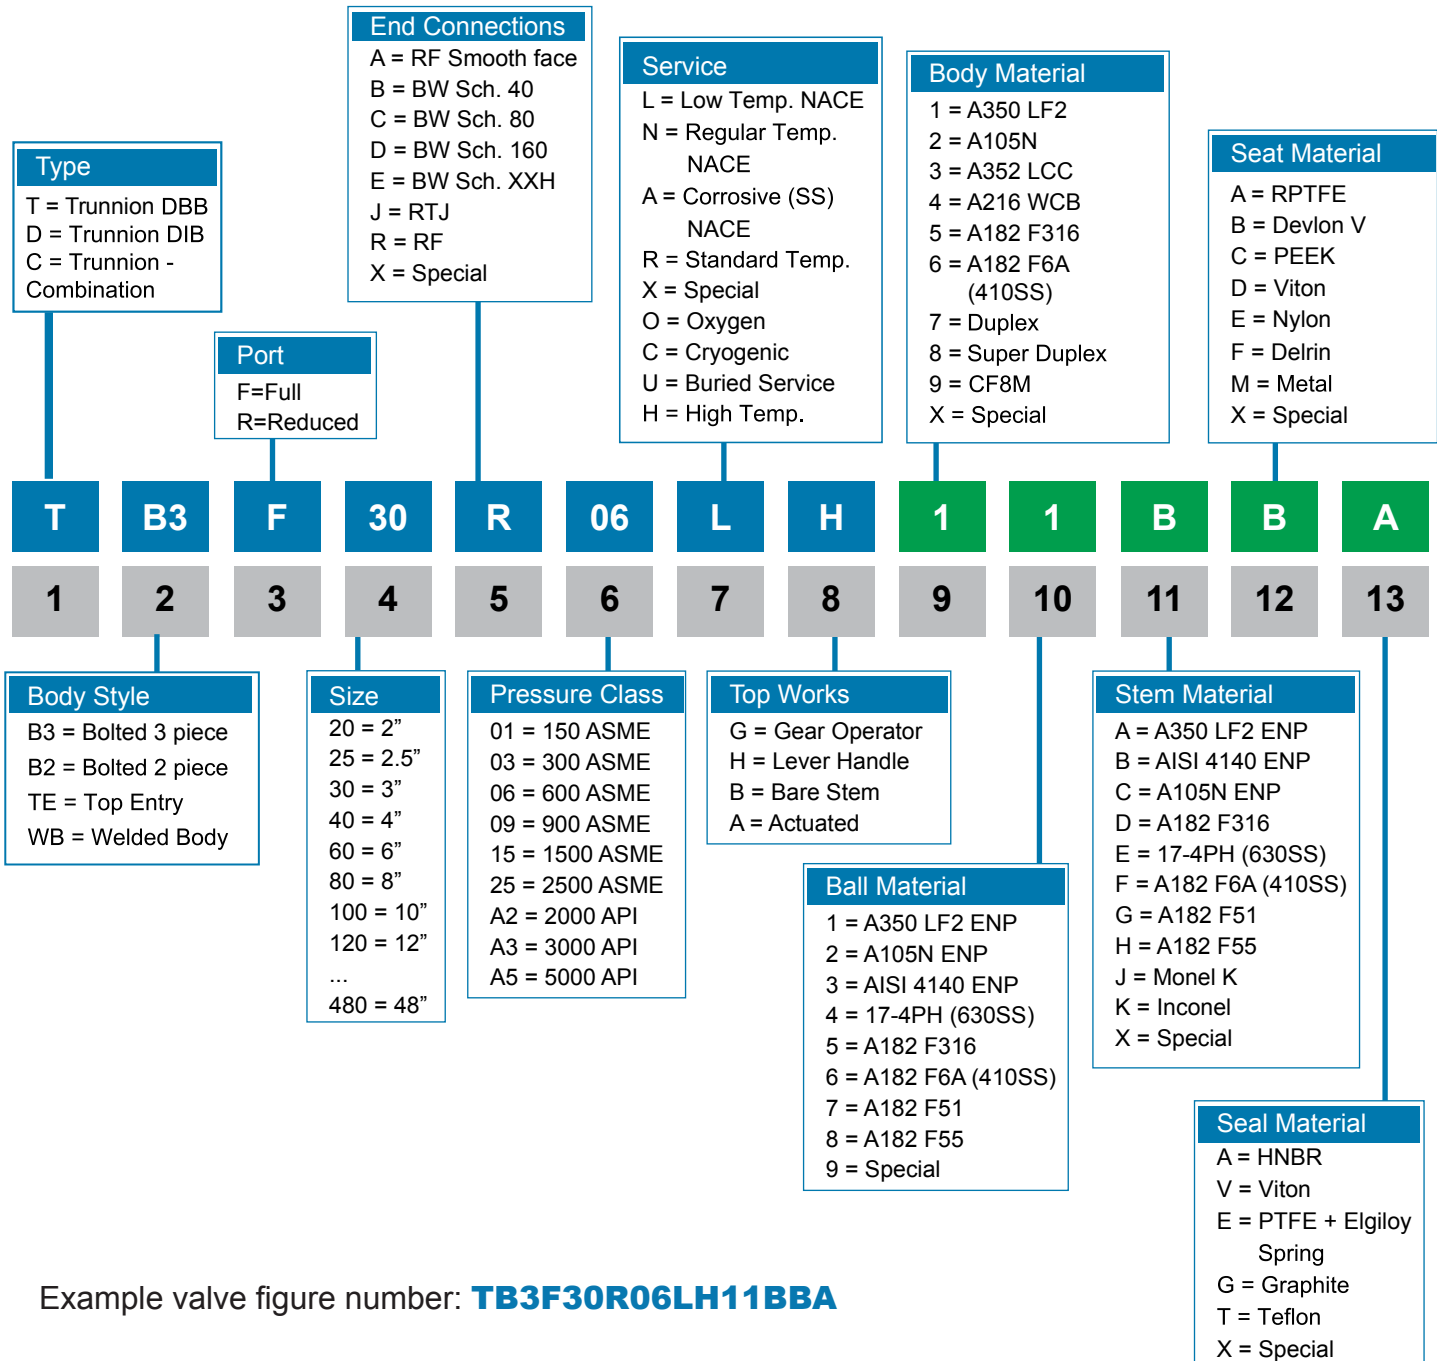 End Connections
A = RF Smooth face
B = BW Sch. 40
C = BW Sch. 80
D = BW Sch. 160
E = BW Sch. XXH
J = RTJ
R = RF
X = Special
Service
L = Low Temp. NACE
N = Regular Temp.
NACE
A = Corrosive (SS)
NACE
R = Standard Temp.
X = Special
O = Oxygen
C = Cryogenic
U = Buried Service
H = High Temp.
Body Material
1 = A350 LF2
2 = A105N
3 = A352 LCC
4 = A216 WCB
5 = A182 F316
6 = A182 F6A
(410SS)
7 = Duplex
8 = Super Duplex
9 = CF8M
X = Special
Type
T = Trunnion DBB
D = Trunnion DIB
C = Trunnion -
Combination
Seat Material
A = RPTFE
B = Devlon V
C = PEEK
D = Viton
E = Nylon
F = Delrin
M = Metal
X = Special
Port
F=Full
R=Reduced
T B3 F 30 R 06 L H 1 1 B B A
1 2 3 4 5 6 7 8 9 10 11 12 13
Body Style
B3 = Bolted 3 piece
B2 = Bolted 2 piece
TE = Top Entry
WB = Welded Body
Size
20 = 2”
25 = 2.5”
30 = 3”
40 = 4”
60 = 6”
80 = 8”
100 = 10”
120 = 12”
...
480 = 48”
Pressure Class
01 = 150 ASME
03 = 300 ASME
06 = 600 ASME
09 = 900 ASME
15 = 1500 ASME
25 = 2500 ASME
A2 = 2000 API
A3 = 3000 API
A5 = 5000 API
Top Works
G = Gear Operator
H = Lever Handle
B = Bare Stem
A = Actuated
Ball Material
1 = A350 LF2 ENP
2 = A105N ENP
3 = AISI 4140 ENP
4 = 17-4PH (630SS)
5 = A182 F316
6 = A182 F6A (410SS)
7 = A182 F51
8 = A182 F55
9 = Special
Stem Material
A = A350 LF2 ENP
B = AISI 4140 ENP
C = A105N ENP
D = A182 F316
E = 17-4PH (630SS)
F = A182 F6A (410SS)
G = A182 F51
H = A182 F55
J = Monel K
K = Inconel
X = Special
Seal Material
A = HNBR
V = Viton
E = PTFE + Elgiloy
Spring
G = Graphite
T = Teflon
X = Special
Example valve figure number: TB3F30R06LH11BBA